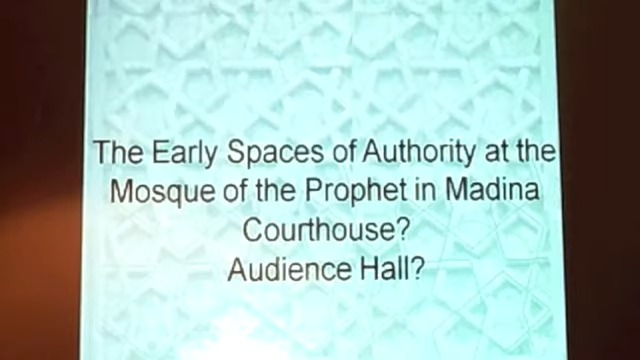 The Early Spaces of Authority at the
Mosque of the Prophet in Madina
Courthouse?
Audience Hall?